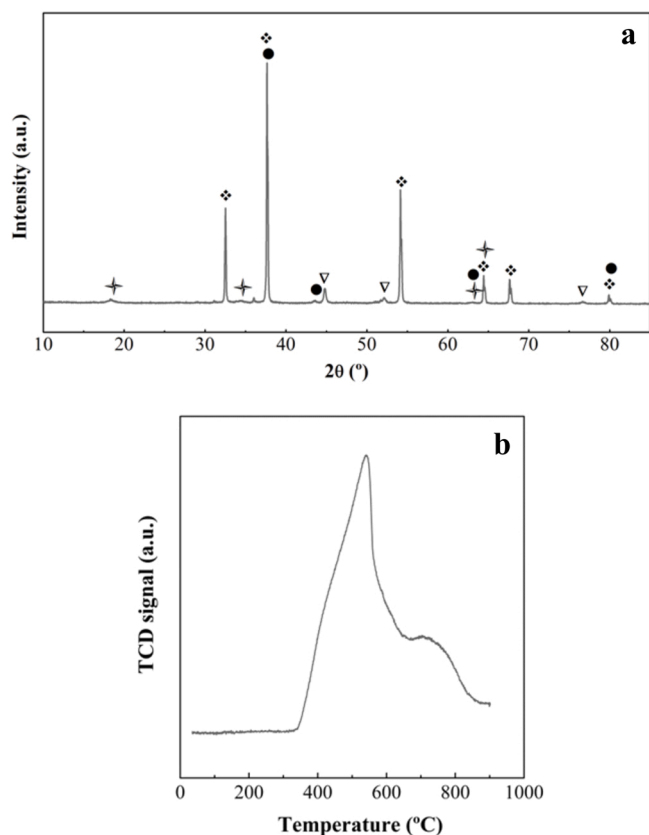 a
Intensity (a.u.)
10 20 30 40 50 60 70 80
2θ (º)
b
TCD signal (a.u.)
0 200 400 600 800 1000
Temperature (ºC)